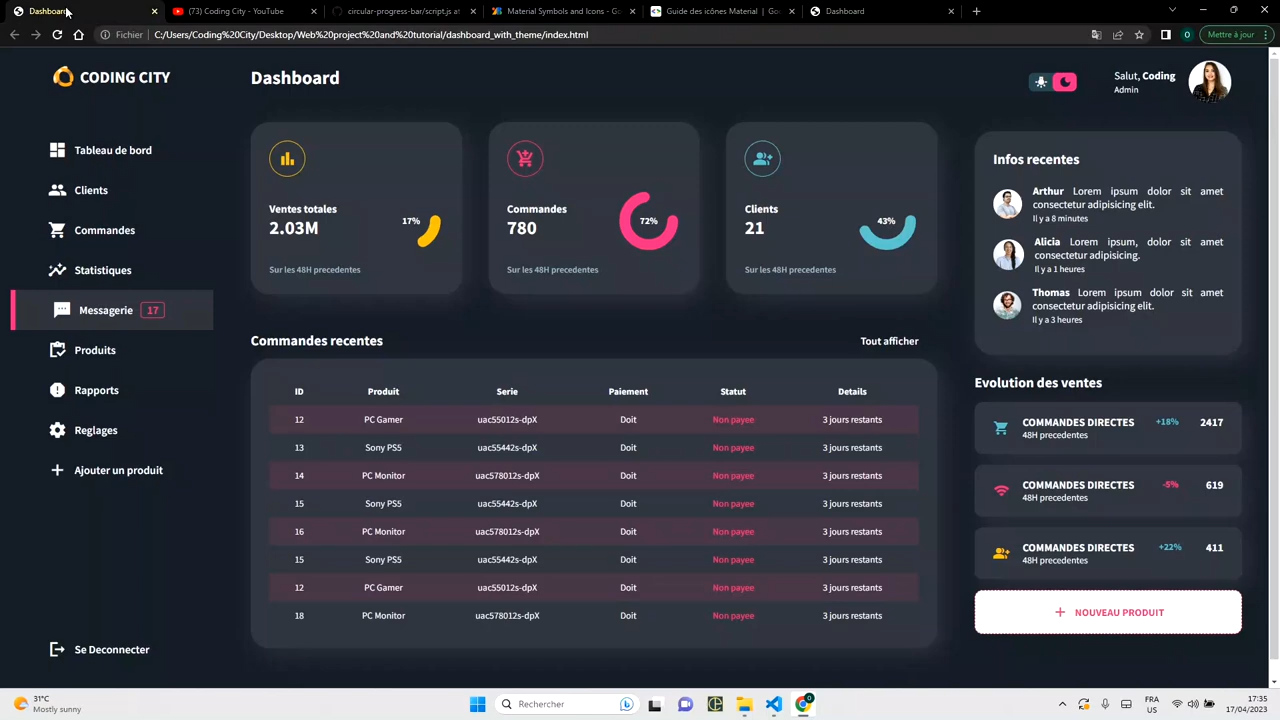 Dashboard
(73) Coding City - YouTube
circular-progress-bar/script.js at
Material Symbols and Icons - Go
Guide des icônes Material | Goo
Dashboard
Fichier C:/Users/Coding City/Desktop/Web project and tutorial/dashboard_with_theme/index.html
O
Mettre à jour
CODING CITY
Dashboard
Salut, Coding
Admin
Tableau de bord
Clients
Commandes
Statistiques
Messagerie 17
Produits
Rapports
Reglages
Ajouter un produit
Se Deconnecter
Ventes totales
2.03M
17%
Sur les 48H precedentes
Commandes
780
72%
Sur les 48H precedentes
Clients
21
43%
Sur les 48H precedentes
Commandes recentes
Tout afficher
ID Produit Serie Paiement Statut Details
12 PC Gamer uac55012s-dpX Doit Non payee 3 jours restants
13 Sony PS5 uac55442s-dpX Doit Non payee 3 jours restants
14 PC Monitor uac578012s-dpX Doit Non payee 3 jours restants
15 Sony PS5 uac55442s-dpX Doit Non payee 3 jours restants
16 PC Monitor uac578012s-dpX Doit Non payee 3 jours restants
15 Sony PS5 uac55442s-dpX Doit Non payee 3 jours restants
12 PC Gamer uac55012s-dpX Doit Non payee 3 jours restants
18 PC Monitor uac578012s-dpX Doit Non payee 3 jours restants
Infos recentes
Arthur Lorem ipsum dolor sit amet
consectetur adipisicing elit.
Il y a 8 minutes
Alicia Lorem ipsum, dolor sit amet
consectetur adipisicing.
Il y a 1 heures
Thomas Lorem ipsum dolor sit amet
consectetur adipisicing elit.
Il y a 3 heures
Evolution des ventes
COMMANDES DIRECTES +18% 2417
48H precedentes
COMMANDES DIRECTES -5% 619
48H precedentes
COMMANDES DIRECTES +22% 411
48H precedentes
NOUVEAU PRODUIT
31°C
Mostly sunny
Rechercher
FRA
US
17:35
17/04/2023